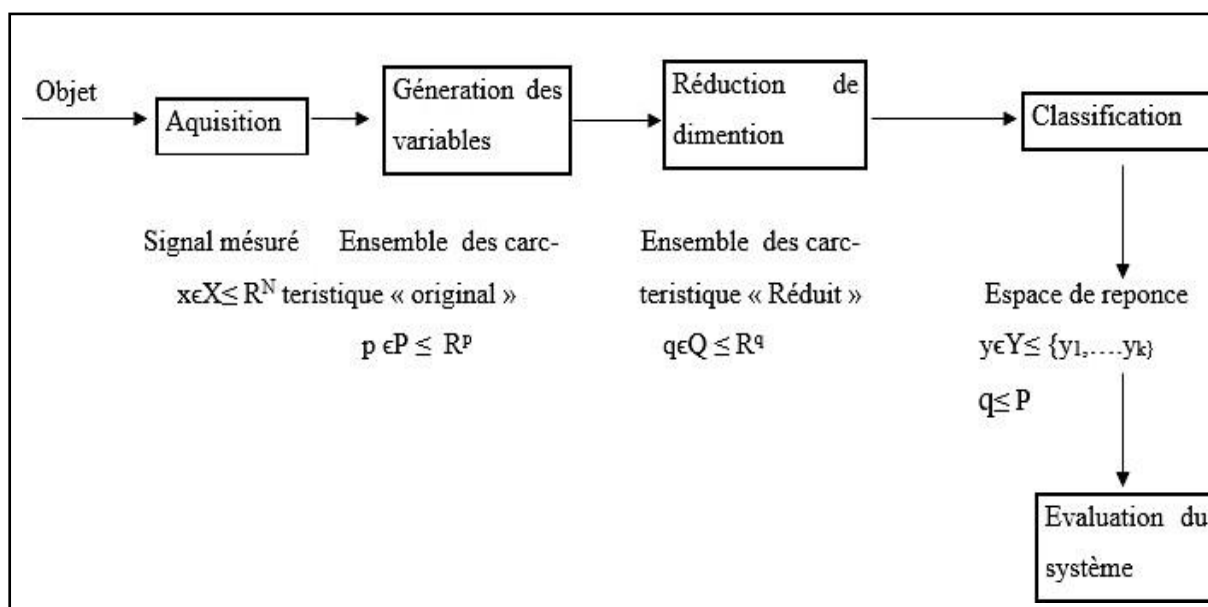 Objet
Aquisition
Géneration des
variables
Réduction de
dimention
Classification
Signal mésuré
xϵX≤ R^N
Ensemble des carc-
teristique « original »
p ϵP ≤ R^p
Ensemble des carc-
teristique « Réduit »
qϵQ ≤ R^q
Espace de reponce
yϵY≤ {y₁,….yₖ}
q≤ P
Evaluation du
système